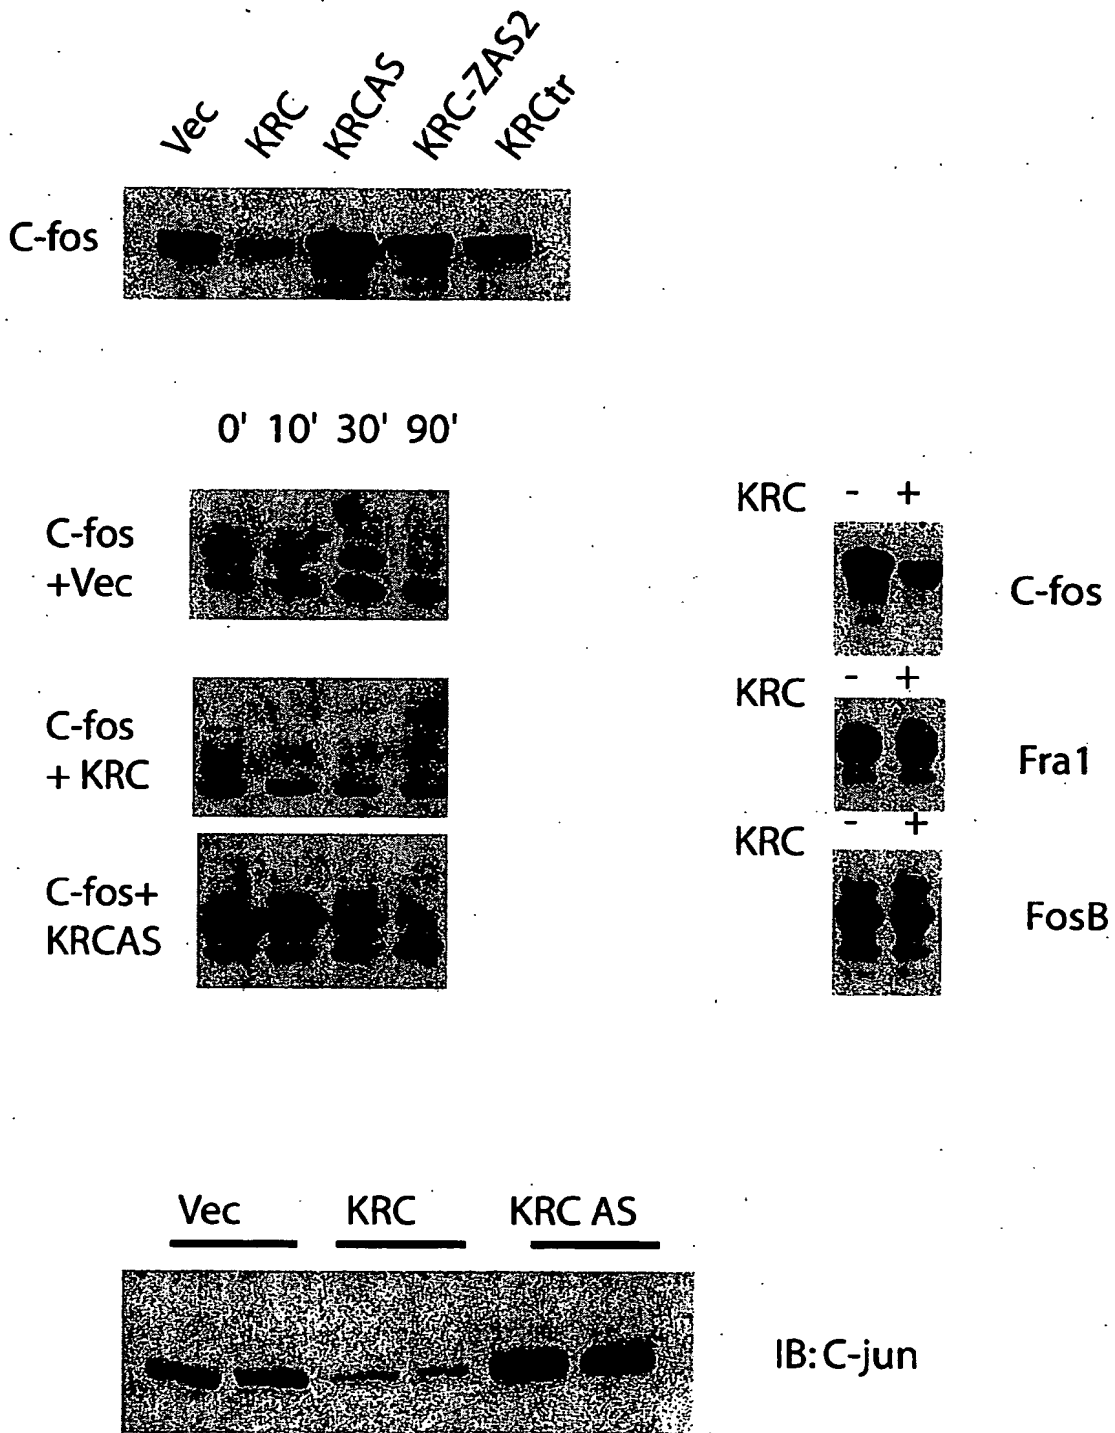 Vec KRC KRCAS KRC-ZAS2 KRCtr
C-fos
0' 10' 30' 90'
C-fos
+Vec
C-fos
+ KRC
C-fos+
KRCAS
KRC - +
C-fos
KRC - +
Fra1
KRC - +
FosB
Vec KRC KRC AS
IB: C-jun